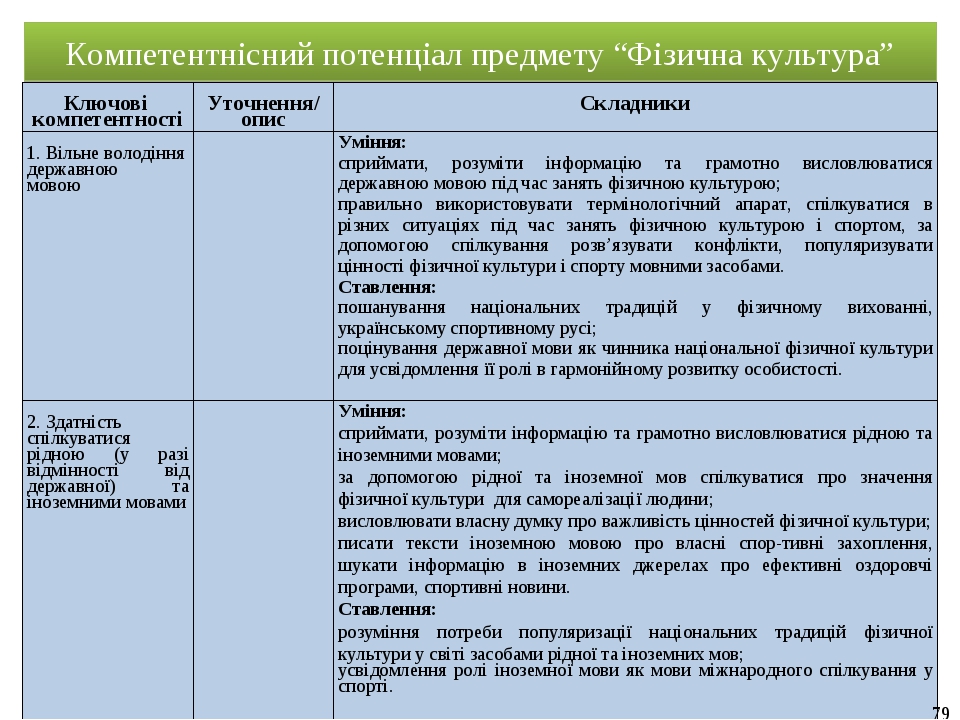 Компетентнісний потенціал предмету “Фізична культура”
Ключові
компетентності
Уточнення/
опис
Складники
1. Вільне володіння
державною
мовою
Уміння:
сприймати, розуміти інформацію та грамотно висловлюватися
державною мовою під час занять фізичною культурою;
правильно використовувати термінологічний апарат, спілкуватися в
різних ситуаціях під час занять фізичною культурою і спортом, за
допомогою спілкування розв’язувати конфлікти, популяризувати
цінності фізичної культури і спорту мовними засобами.
Ставлення:
пошанування національних традицій у фізичному вихованні,
українському спортивному русі;
поцінування державної мови як чинника національної фізичної культури
для усвідомлення її ролі в гармонійному розвитку особистості.
2. Здатність
спілкуватися
рідною (у разі
відмінності від
державної) та
іноземними мовами
Уміння:
сприймати, розуміти інформацію та грамотно висловлюватися рідною та
іноземними мовами;
за допомогою рідної та іноземної мов спілкуватися про значення
фізичної культури для самореалізації людини;
висловлювати власну думку про важливість цінностей фізичної культури;
писати тексти іноземною мовою про власні спор-тивні захоплення,
шукати інформацію в іноземних джерелах про ефективні оздоровчі
програми, спортивні новини.
Ставлення:
розуміння потреби популяризації національних традицій фізичної
культури у світі засобами рідної та іноземних мов;
усвідомлення ролі іноземної мови як мови міжнародного спілкування у
спорті.
79